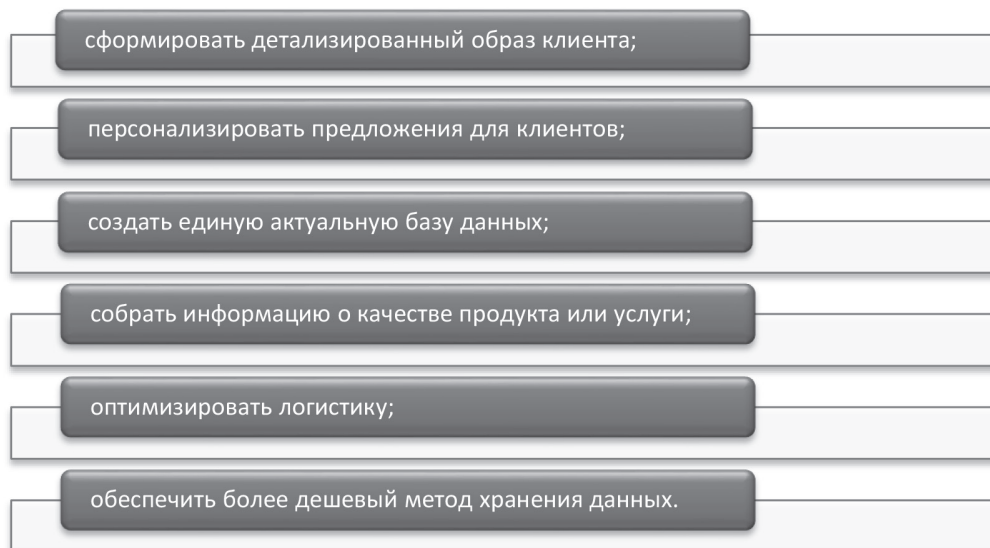 сформировать детализированный образ клиента;
персонализировать предложения для клиентов;
создать единую актуальную базу данных;
собрать информацию о качестве продукта или услуги;
оптимизировать логистику;
обеспечить более дешевый метод хранения данных.